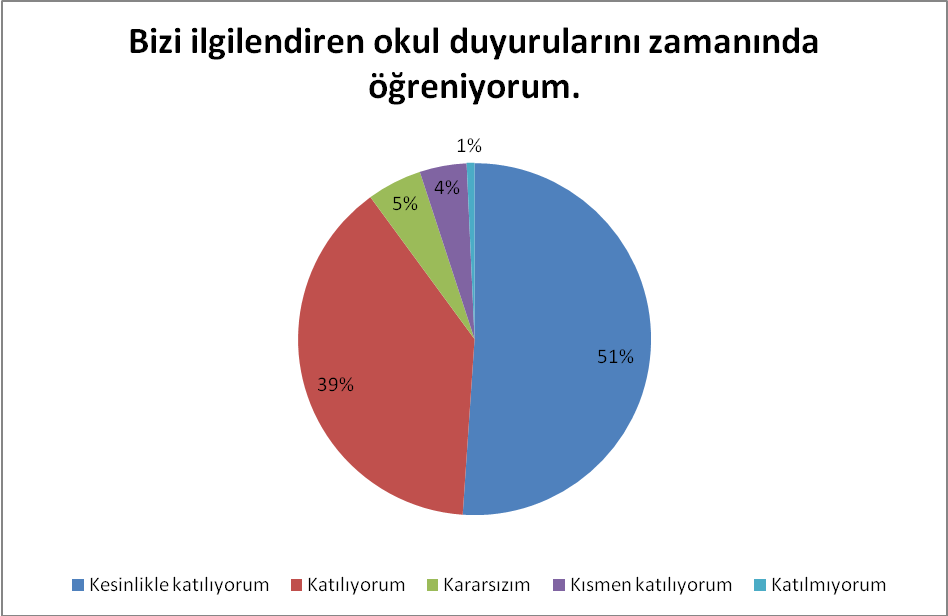 Bizi ilgilendiren okul duyurularını zamanında
öğreniyorum.
1%
4%
5%
51%
39%
Kesinlikle katılıyorum Katılıyorum Kararsızım Kısmen katılıyorum Katılmıyorum